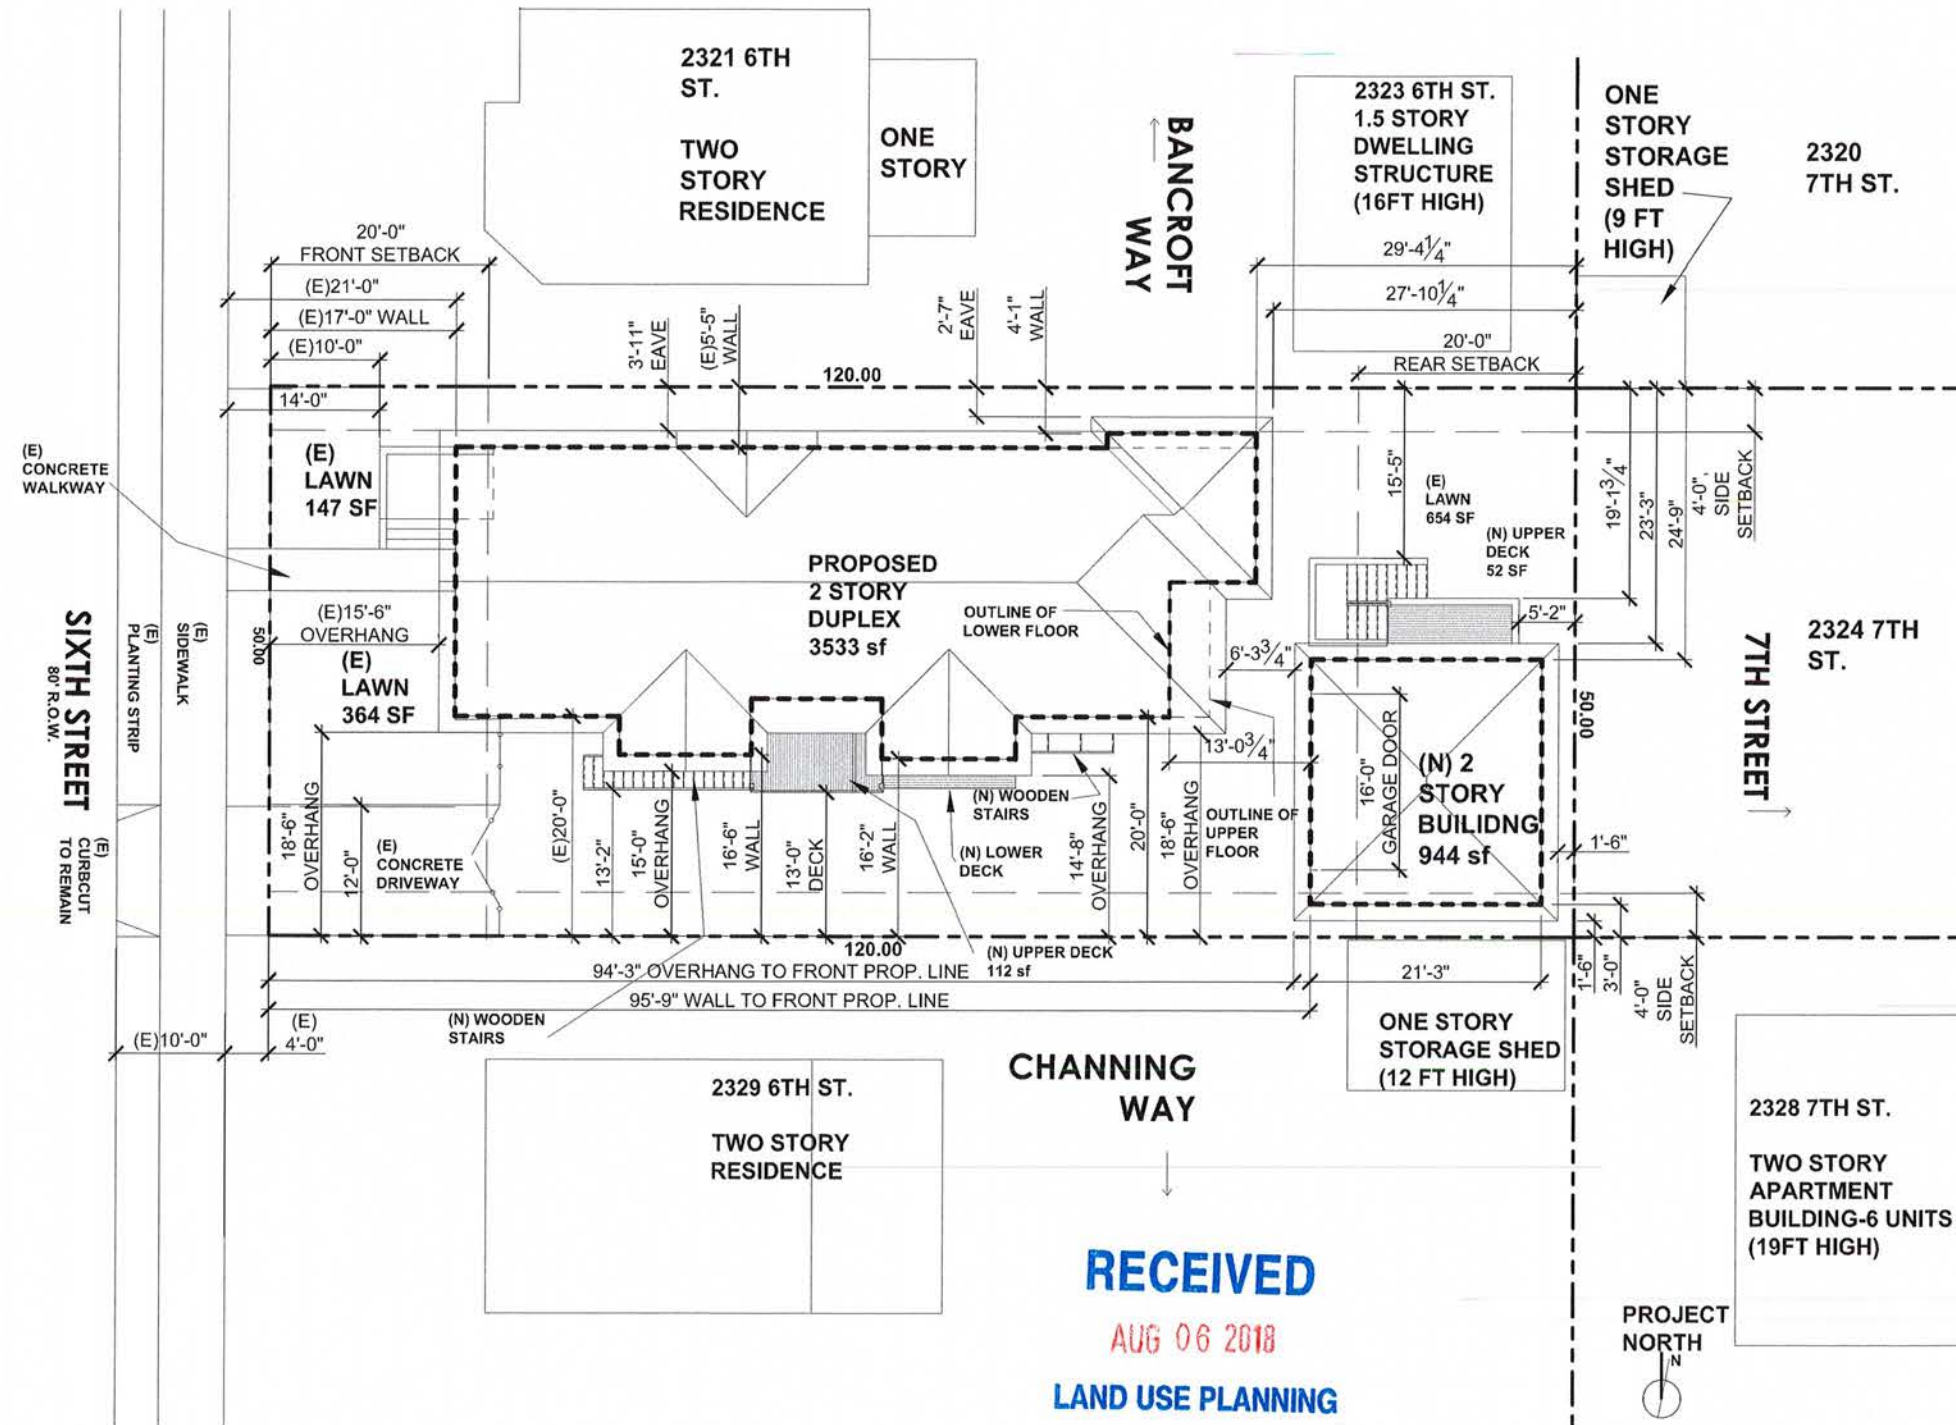 2321 6TH
ST.
TWO
STORY
RESIDENCE
ONE
STORY
BANCROFT
WAY
2323 6TH ST.
1.5 STORY
DWELLING
STRUCTURE
(16FT HIGH)
ONE
STORY
STORAGE
SHED
(9 FT
HIGH)
2320
7TH ST.
20'-0"
FRONT SETBACK
(E)21'-0"
(E)17'-0" WALL
(E)10'-0"
14'-0"
3'-11"
EAVE
(E)5'-5"
WALL
2'-7"
EAVE
4'-1"
WALL
120.00
29'-4¼"
27'-10¼"
20'-0"
REAR SETBACK
(E)
CONCRETE
WALKWAY
(E)
LAWN
147 SF
PROPOSED
2 STORY
DUPLEX
3533 sf
OUTLINE OF
LOWER FLOOR
15'-5"
(E)
LAWN
654 SF
(N) UPPER
DECK
52 SF
19'-1¾"
23'-3"
24'-9"
4'-0"
SIDE
SETBACK
5'-2"
2324 7TH
ST.
7TH STREET
SIXTH STREET
80' R.O.W.
(E)
PLANTING STRIP
(E)
SIDEWALK
50.00
(E)15'-6"
OVERHANG
(E)
LAWN
364 SF
6'-3¾"
13'-0¾"
50.00
16'-0"
GARAGE DOOR
(N) 2
STORY
BUILIDNG
944 sf
1'-6"
(E)
CURBCUT
TO REMAIN
18'-6"
OVERHANG
12'-0"
(E)
CONCRETE
DRIVEWAY
(E)20'-0"
13'-2"
15'-0"
OVERHANG
16'-6"
WALL
13'-0"
DECK
16'-2"
WALL
(N) WOODEN
STAIRS
(N) LOWER
DECK
14'-8"
OVERHANG
20'-0"
18'-6"
OVERHANG
OUTLINE OF
UPPER
FLOOR
120.00
(N) UPPER DECK
112 sf
94'-3" OVERHANG TO FRONT PROP. LINE
95'-9" WALL TO FRONT PROP. LINE
21'-3"
1'-6"
3'-0"
4'-0"
SIDE
SETBACK
(N) WOODEN
STAIRS
(E)10'-0"
(E)
4'-0"
ONE STORY
STORAGE SHED
(12 FT HIGH)
2329 6TH ST.
TWO STORY
RESIDENCE
CHANNING
WAY
2328 7TH ST.
TWO STORY
APARTMENT
BUILDING-6 UNITS
(19FT HIGH)
RECEIVED
AUG 06 2018
LAND USE PLANNING
PROJECT
NORTH
N